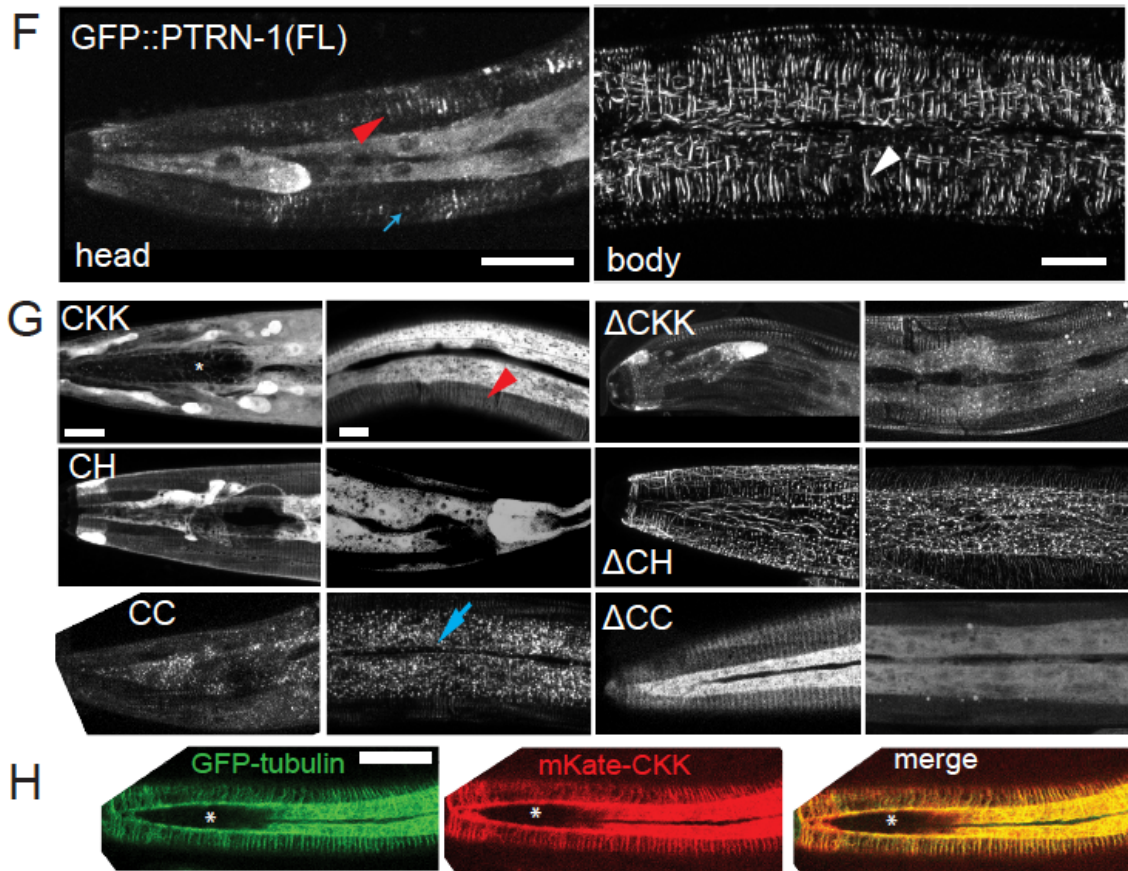 F
GFP::PTRN-1(FL)
head
body
G
CKK
*
ΔCKK
CH
ΔCH
CC
ΔCC
H
GFP-tubulin
*
mKate-CKK
*
merge
*